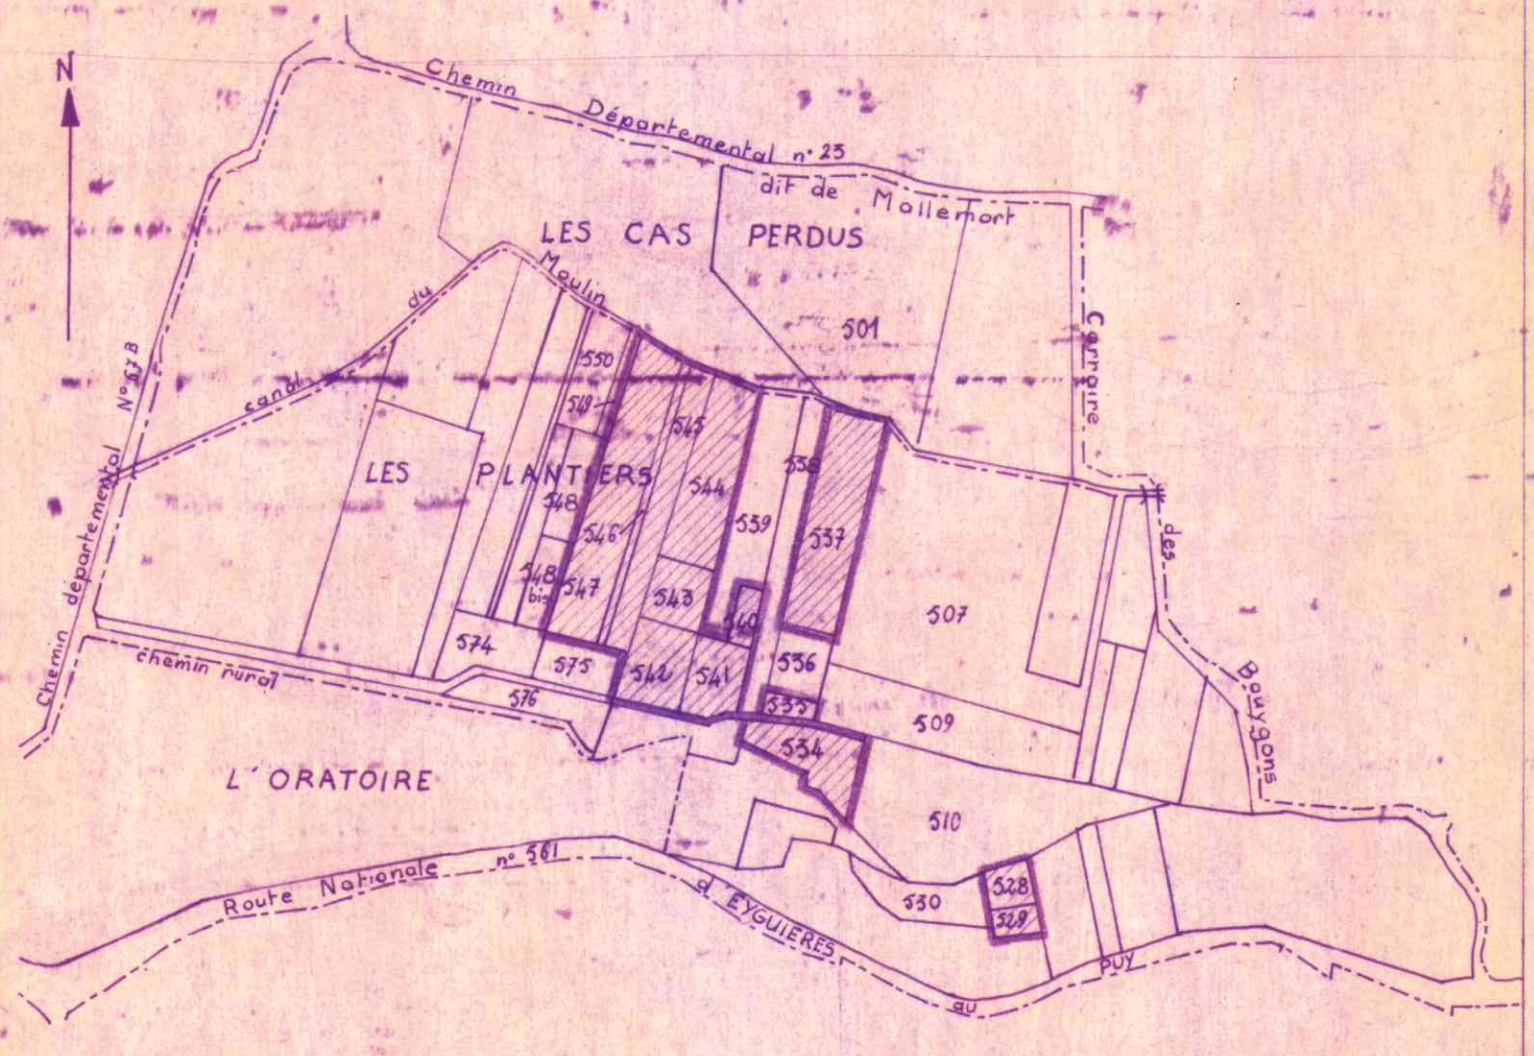 N
Chemin Départemental n° 23
dit de Mallemort
LES CAS PERDUS
canal du Moulin
501
Carraire des Bouygons
Chemin départemental N° 67 B
550
549
545
LES PLANTIERS
548
544
538
539
546
537
548 bis
547
543
540
507
574
575
542
541
536
chemin rural
576
535
509
534
L'ORATOIRE
510
528
530
529
Route Nationale n° 561 d'EYGUIERES au PUY